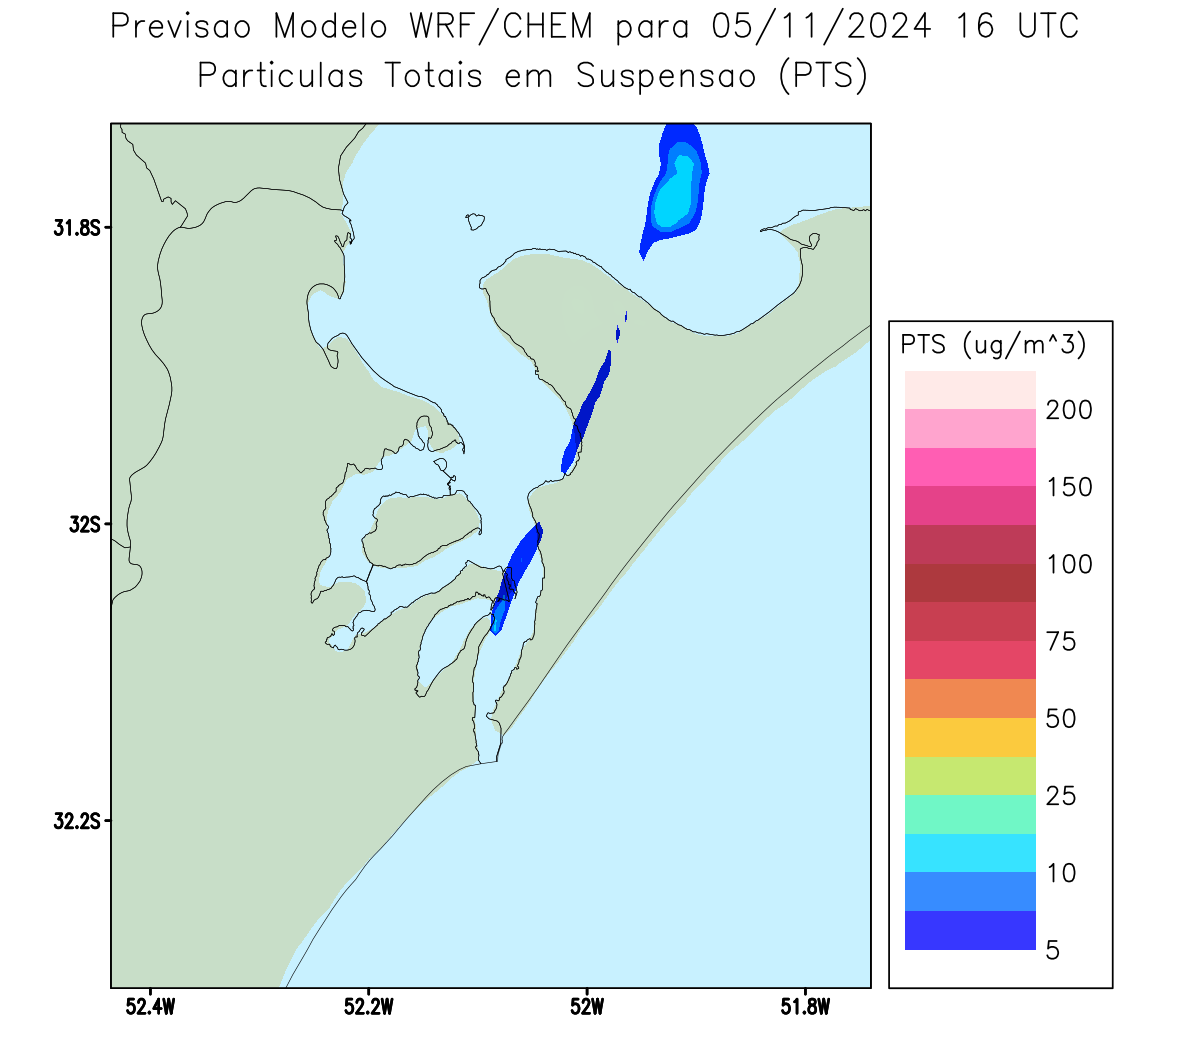 Previsao Modelo WRF/CHEM para 05/11/2024 16 UTC
Particulas Totais em Suspensao (PTS)
31.8S
32S
32.2S
52.4W
52.2W
52W
51.8W
PTS (ug/m^3)
200
150
100
75
50
25
10
5